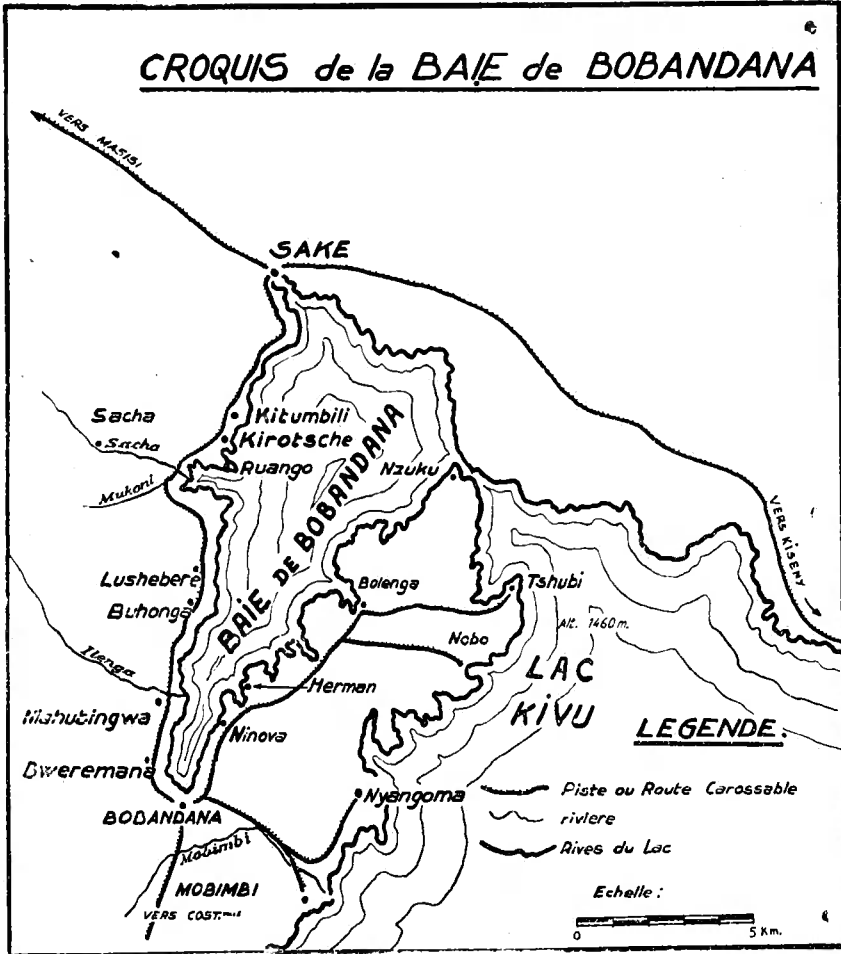 CROQUIS de la BAIE de BOBANDANA
VERS MASISI
SAKE
Sacha
Sacha
Kitumbili
Kirotsche
Ruango
Mukoni
Nzuku
VERS KISENY
BAIE DE BOBANDANA
Lushebere
Buhonga
Bolenga
Tshubi
Alt. 1460 m.
Nobo
Ilenga
Herman
LAC
KIVU
Ninova
LEGENDE:
Bweremana
BOBANDANA
Nyangoma
Piste ou Route Carossable
riviere
Rives du Lac
Mobimbi
MOBIMBI
VERS
Echelle :
0
5 Km.